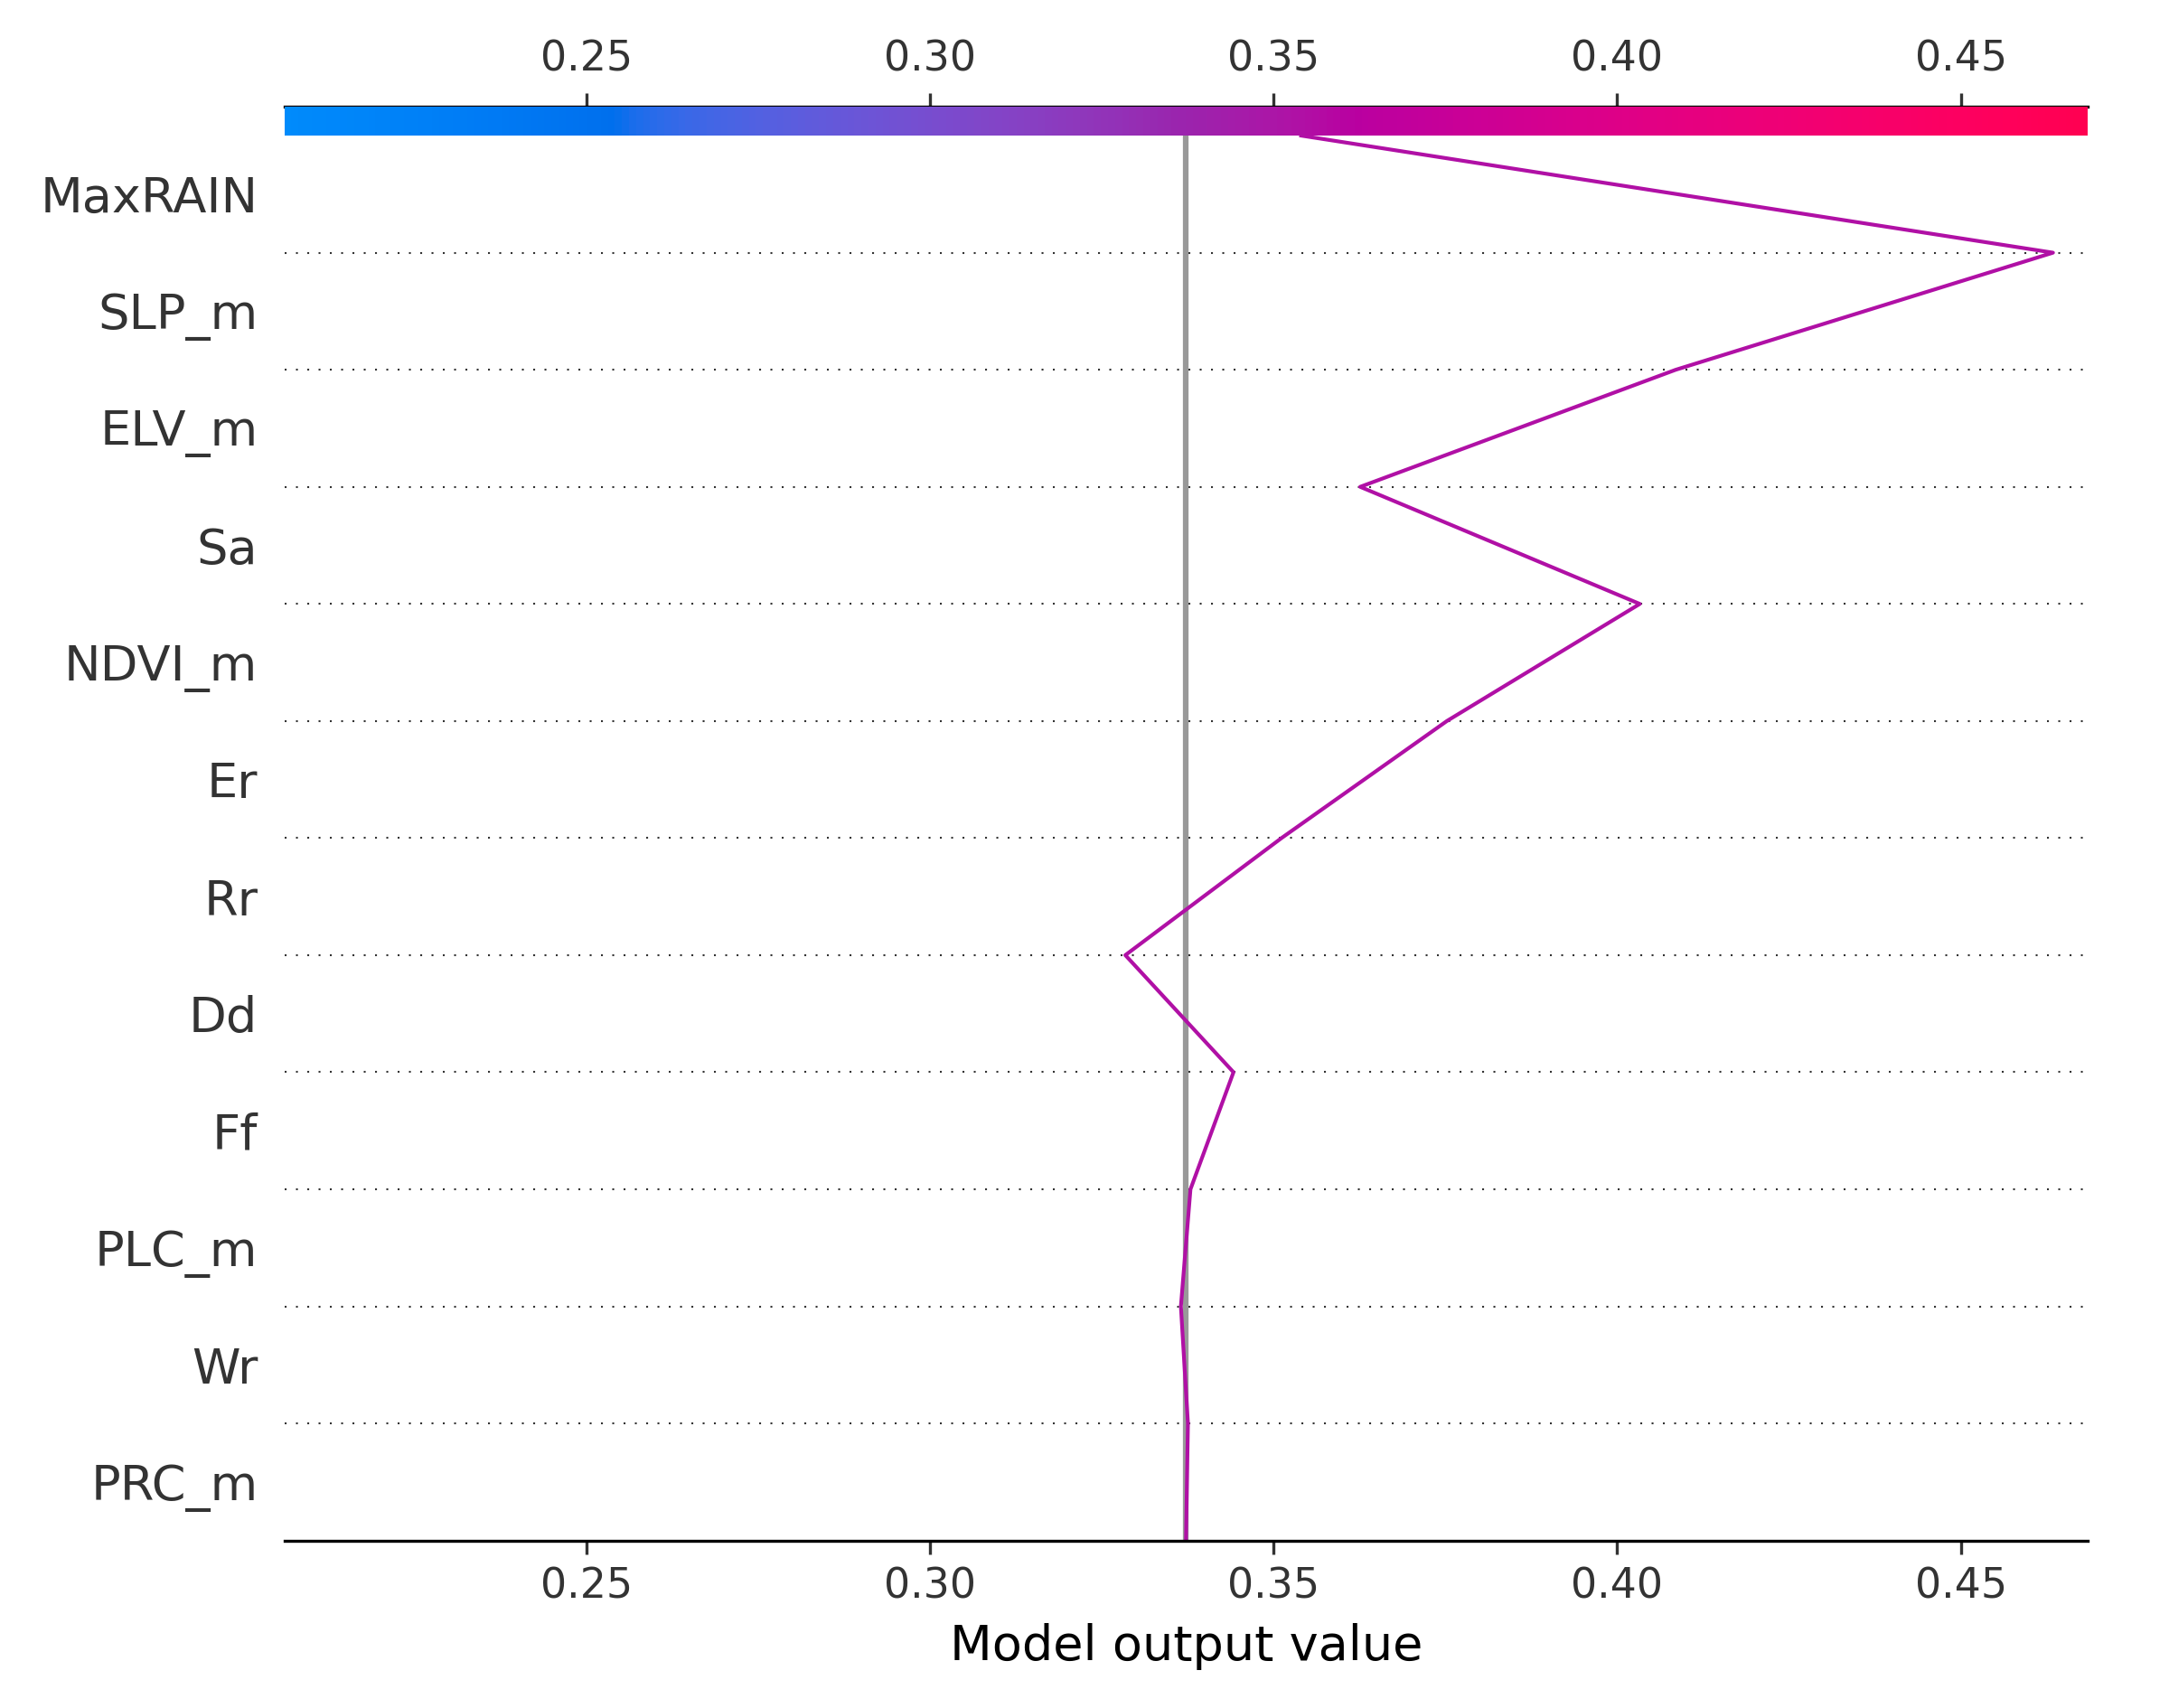 0.25 0.30 0.35 0.40 0.45
MaxRAIN
SLP_m
ELV_m
Sa
NDVI_m
Er
Rr
Dd
Ff
PLC_m
Wr
PRC_m
0.25 0.30 0.35 0.40 0.45
Model output value